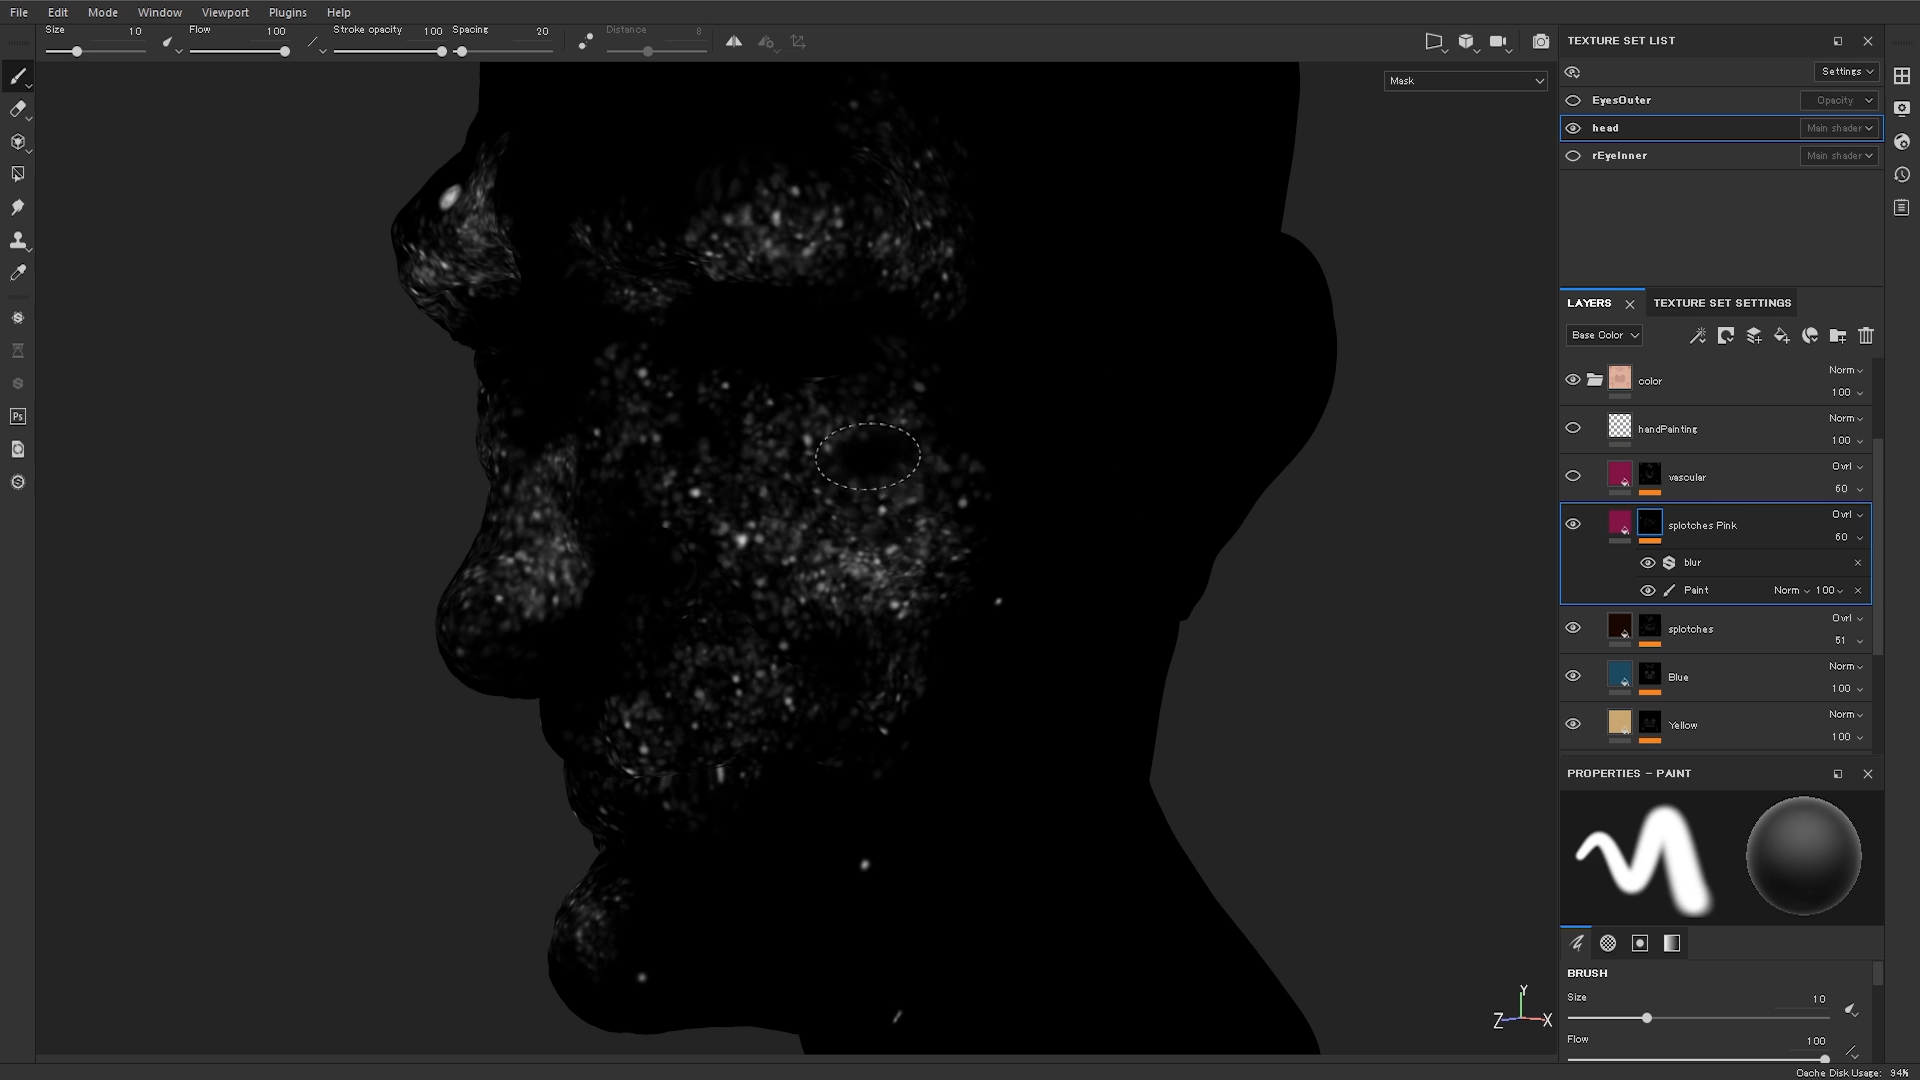 File Edit Mode Window Viewport Plugins Help
Size 10 Flow 100 Stroke opacity 100 Spacing 20 Distance 8
Mask
TEXTURE SET LIST
Settings
EyesOuter Opacity
head Main shader
rEyeInner Main shader
LAYERS TEXTURE SET SETTINGS
Base Color
color Norm 100
handPainting Norm 100
vascular Ovrl 60
splotches Pink Ovrl 60
blur
Paint Norm 100
splotches Ovrl 51
Blue Norm 100
Yellow Norm 100
PROPERTIES - PAINT
BRUSH
Size 10
Flow 100
Ps
Y
Z X
Cache Disk Usage: 94%